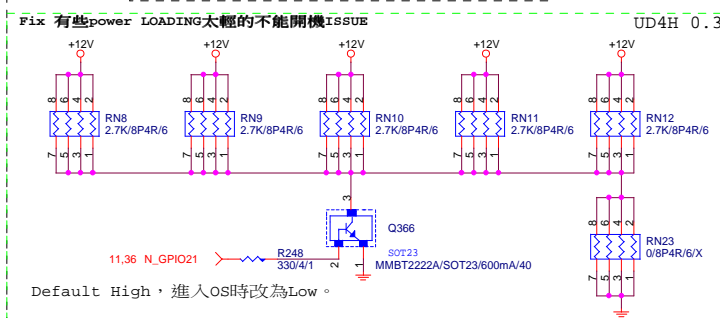 Fix 有些power LOADING太輕的不能開機ISSUE
UD4H 0.3
+12V +12V +12V +12V +12V
8 6 4 2 8 6 4 2 8 6 4 2 8 6 4 2 8 6 4 2
RN8 RN9 RN10 RN11 RN12
2.7K/8P4R/6 2.7K/8P4R/6 2.7K/8P4R/6 2.7K/8P4R/6 2.7K/8P4R/6
7 5 3 1 7 5 3 1 7 5 3 1 7 5 3 1 7 5 3 1
3
8 6 4 2
Q366
RN23
0/8P4R/6/X
11,36 N_GPIO21
R248
330/4/1
2
1
SOT23
MMBT2222A/SOT23/600mA/40
7 5 3 1
Default High，進入OS時改為Low。